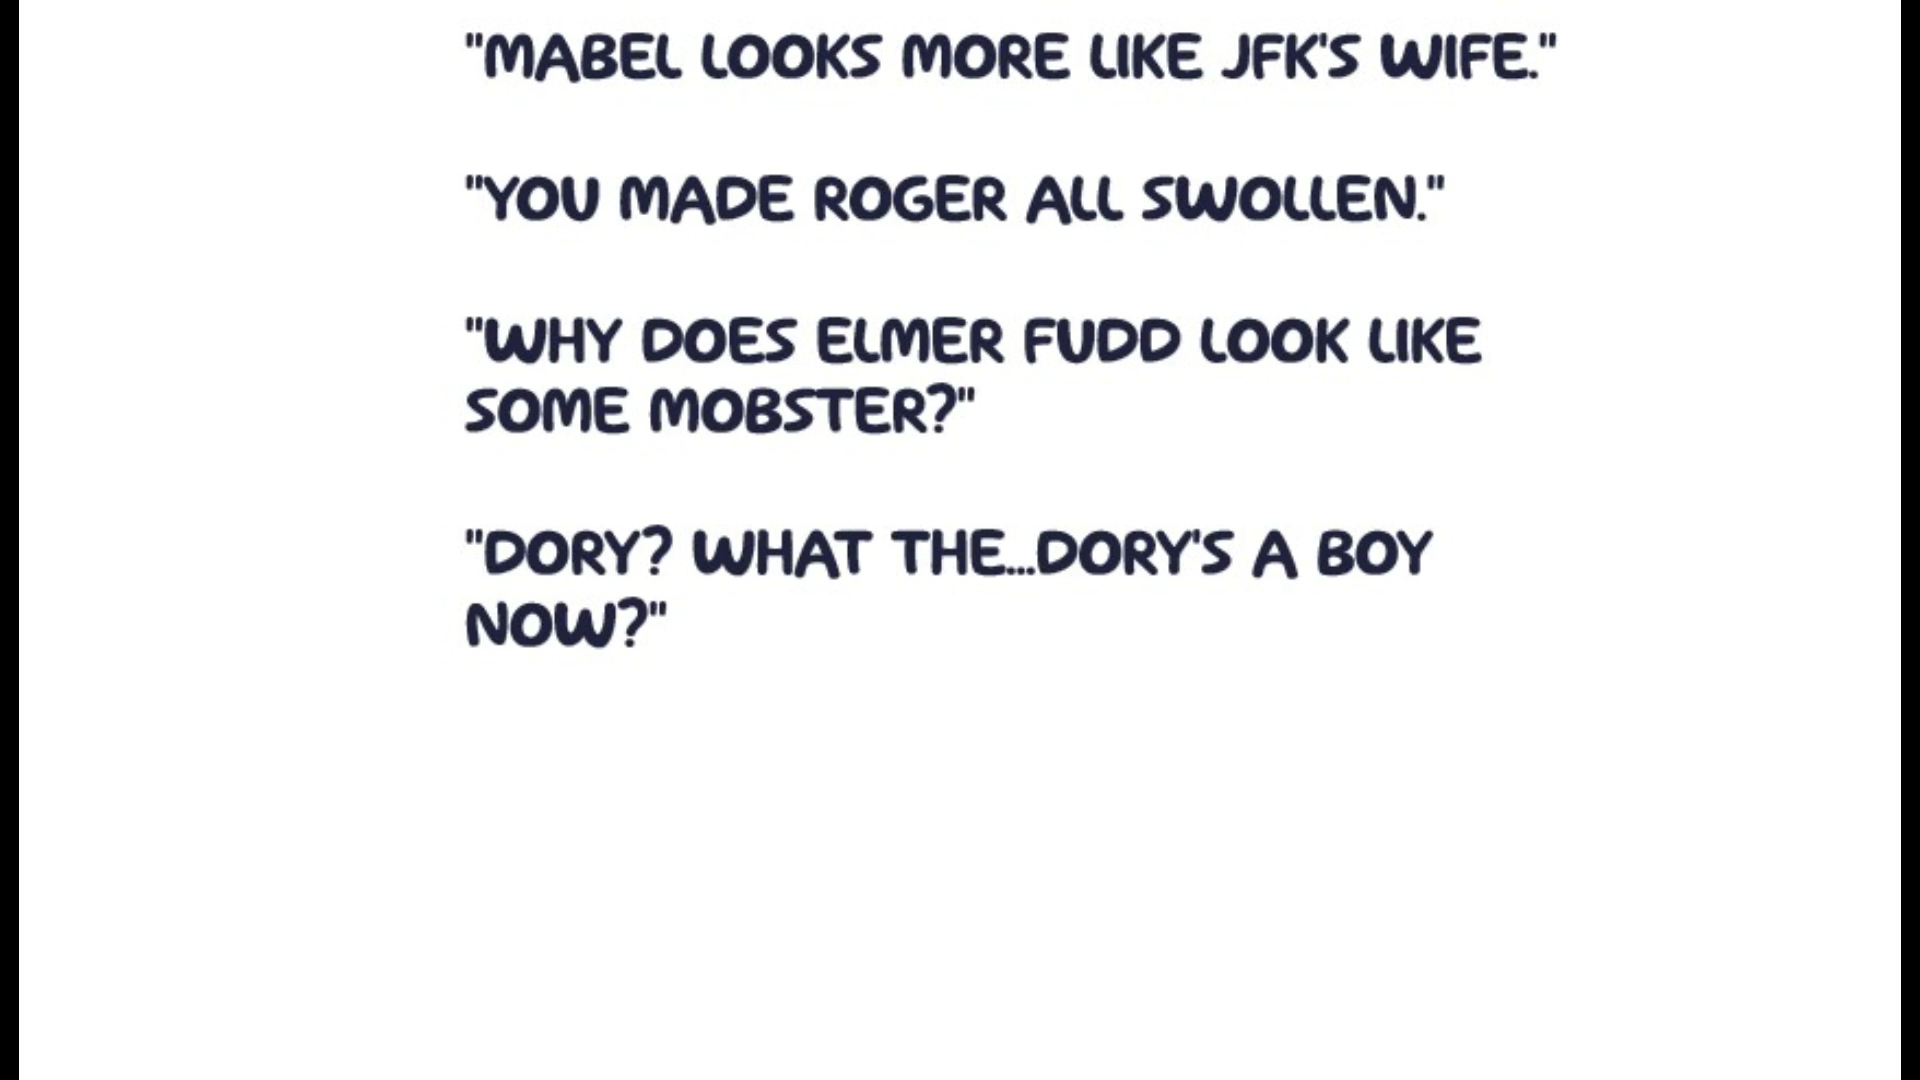 "MABEL LOOKS MORE LIKE JFK'S WIFE."
"YOU MADE ROGER ALL SWOLLEN."
"WHY DOES ELMER FUDD LOOK LIKE
SOME MOBSTER?"
"DORY? WHAT THE...DORY'S A BOY
NOW?"